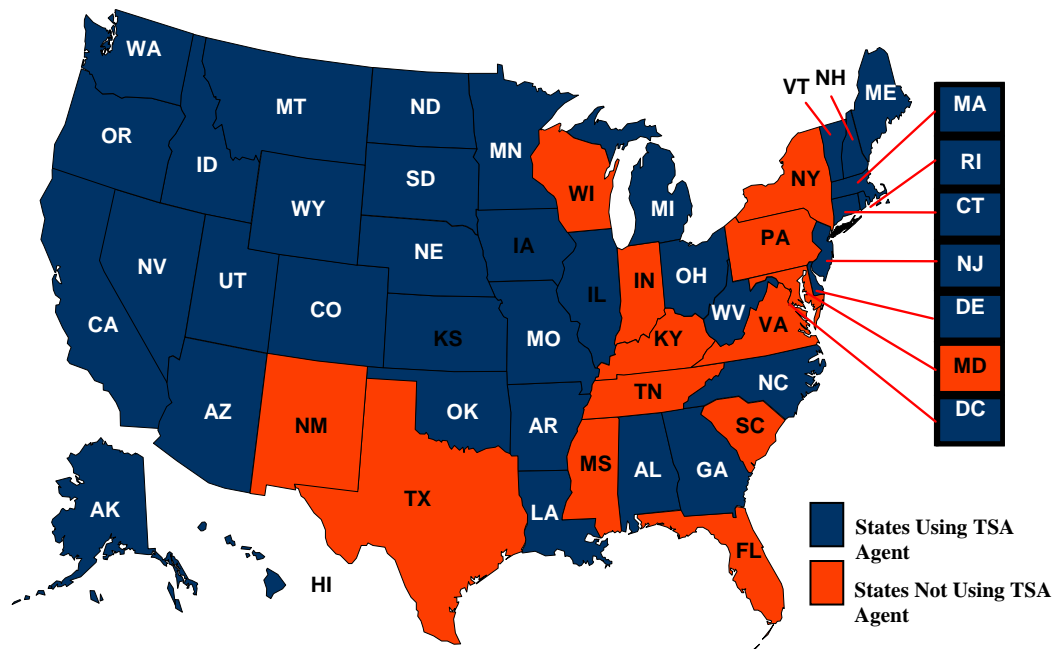 WA
MT
ND
MN
VT
NH
ME
MA
OR
ID
SD
WI
MI
NY
RI
WY
CT
NV
UT
NE
IA
PA
NJ
CA
CO
KS
MO
IL
IN
OH
WV
VA
DE
KY
MD
AZ
NM
OK
AR
TN
NC
DC
TX
MS
AL
GA
SC
AK
LA
FL
HI
States Using TSA
Agent
States Not Using TSA
Agent